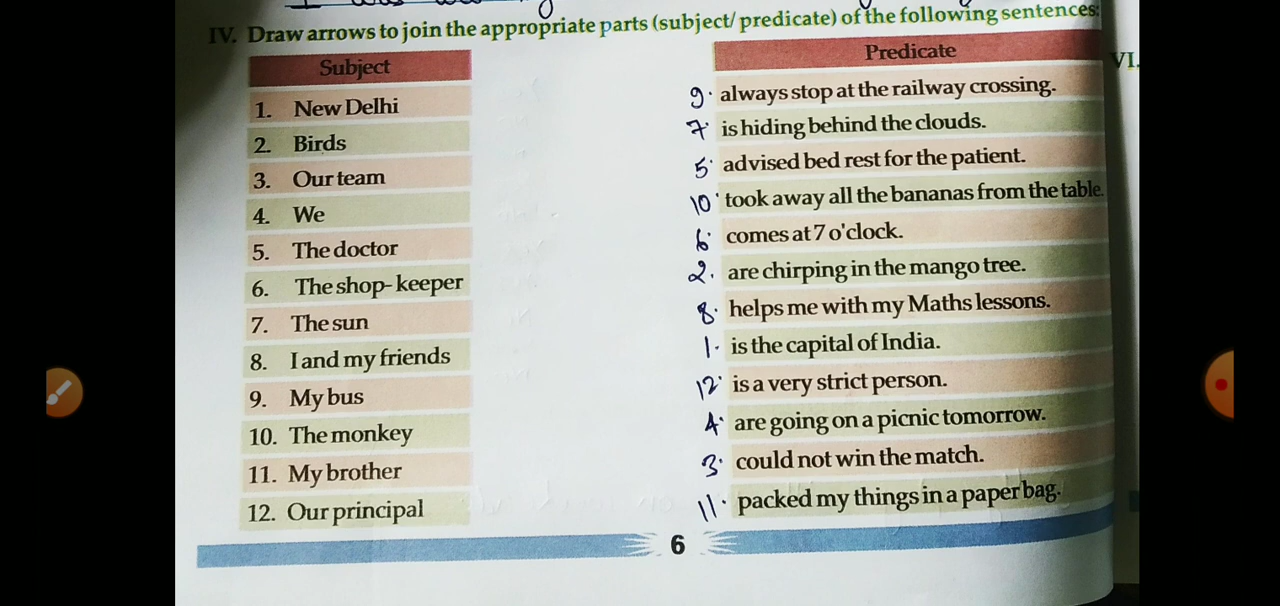 IV. Draw arrows to join the appropriate parts (subject/ predicate) of the following sentences:
Subject
Predicate
VI.
1. New Delhi
9. always stop at the railway crossing.
2. Birds
7. is hiding behind the clouds.
3. Our team
5. advised bed rest for the patient.
4. We
10. took away all the bananas from the table.
5. The doctor
6. comes at 7 o'clock.
6. The shop-keeper
2. are chirping in the mango tree.
7. The sun
8. helps me with my Maths lessons.
8. I and my friends
1. is the capital of India.
9. My bus
12. is a very strict person.
10. The monkey
4. are going on a picnic tomorrow.
11. My brother
3. could not win the match.
12. Our principal
11. packed my things in a paper bag.
6